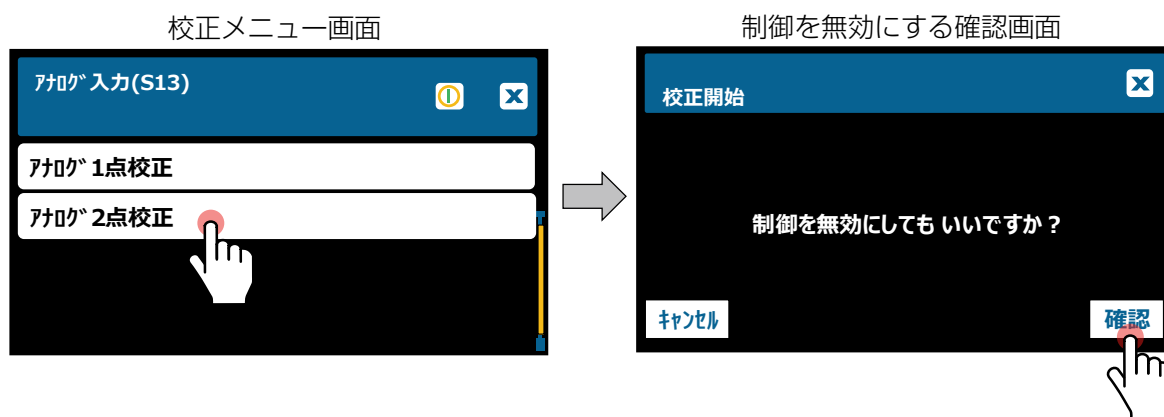 校正メニュー画面
ｱﾅﾛｸﾞ入力(S13)
ｱﾅﾛｸﾞ1点校正
ｱﾅﾛｸﾞ2点校正
制御を無効にする確認画面
校正開始
制御を無効にしても いいですか？
ｷｬﾝｾﾙ
確認